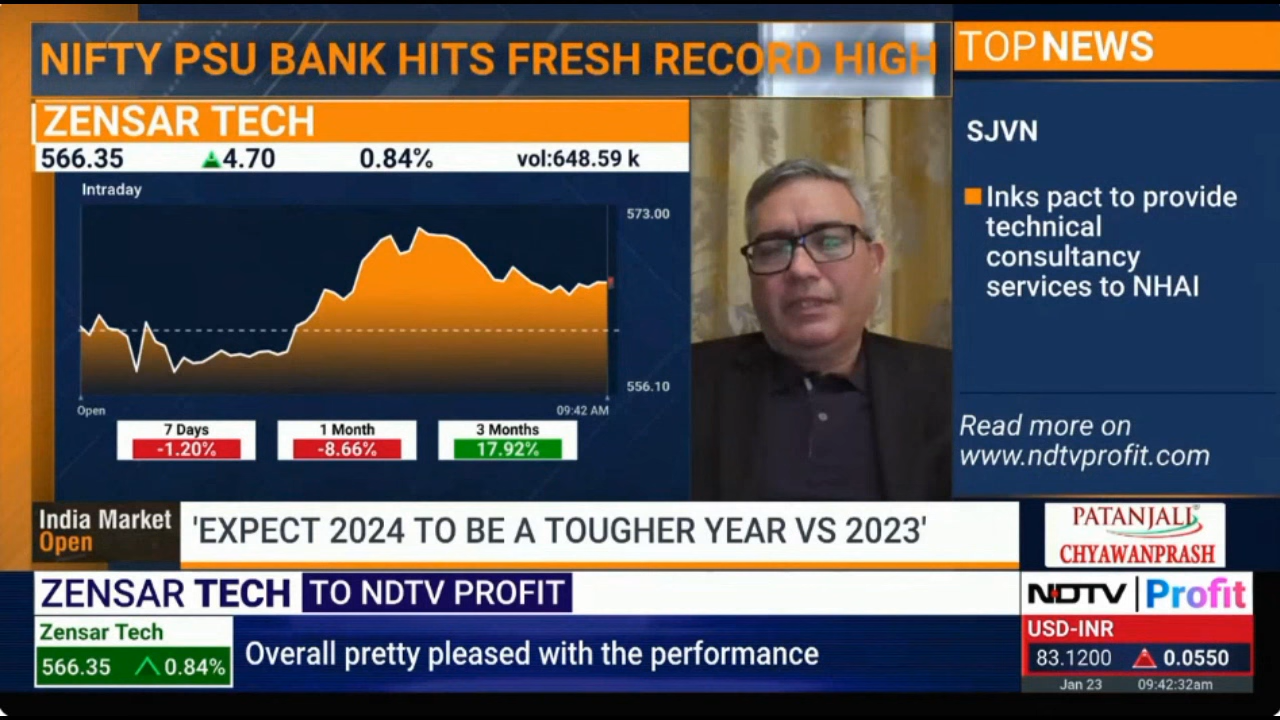 NIFTY PSU BANK HITS FRESH RECORD HIGH
TOP NEWS
ZENSAR TECH
566.35 4.70 0.84% vol:648.59 k
Intraday
573.00
556.10
Open 09:42 AM
7 Days 1 Month 3 Months
-1.20% -8.66% 17.92%
SJVN
Inks pact to provide
technical
consultancy
services to NHAI
Read more on
www.ndtvprofit.com
India Market
Open
'EXPECT 2024 TO BE A TOUGHER YEAR VS 2023'
PATANJALI
CHYAWANPRASH
ZENSAR TECH TO NDTV PROFIT
NDTV Profit
Zensar Tech
566.35 0.84%
Overall pretty pleased with the performance
USD-INR
83.1200 0.0550
Jan 23 09:42:32am